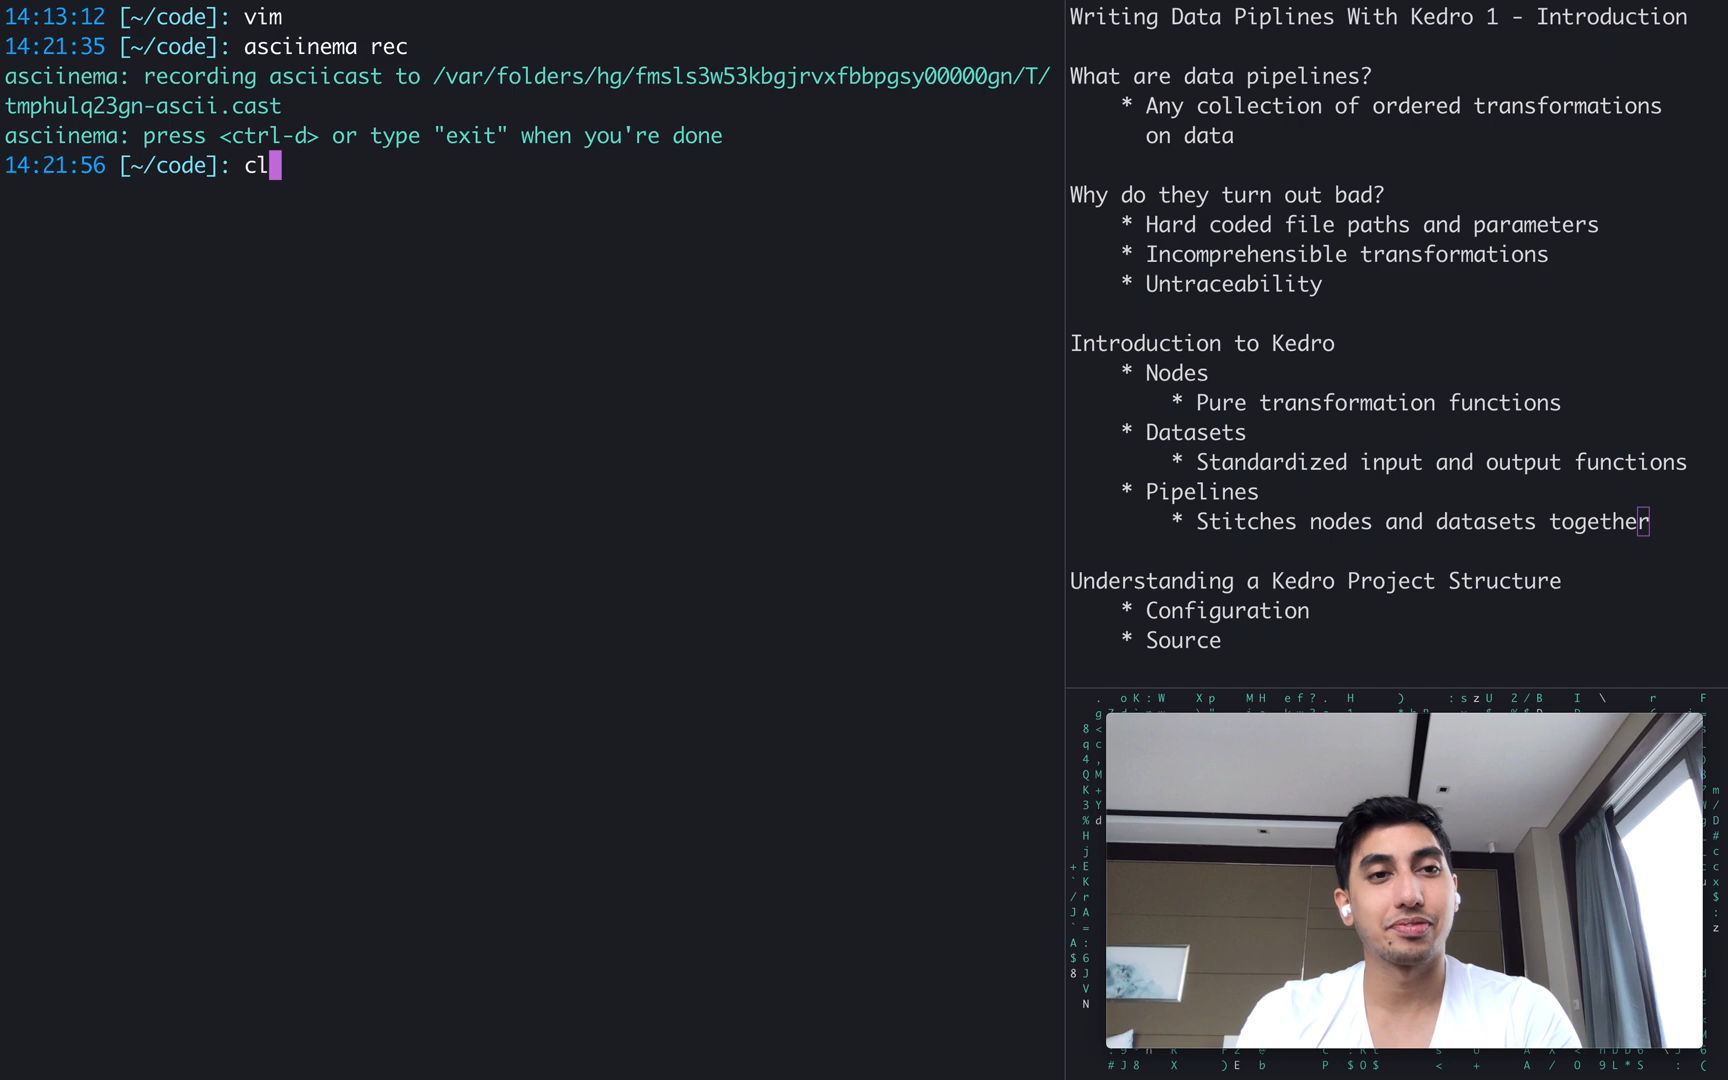 14:13:12 [~/code]: vim
14:21:35 [~/code]: asciinema rec
asciinema: recording asciicast to /var/folders/hg/fmsls3w53kbgjrvxfbbpgsy00000gn/T/
tmphulq23gn-ascii.cast
asciinema: press <ctrl-d> or type "exit" when you're done
14:21:56 [~/code]: cl
Writing Data Piplines With Kedro 1 - Introduction
What are data pipelines?
* Any collection of ordered transformations
on data
Why do they turn out bad?
* Hard coded file paths and parameters
* Incomprehensible transformations
* Untraceability
Introduction to Kedro
* Nodes
* Pure transformation functions
* Datasets
* Standardized input and output functions
* Pipelines
* Stitches nodes and datasets together
Understanding a Kedro Project Structure
* Configuration
* Source